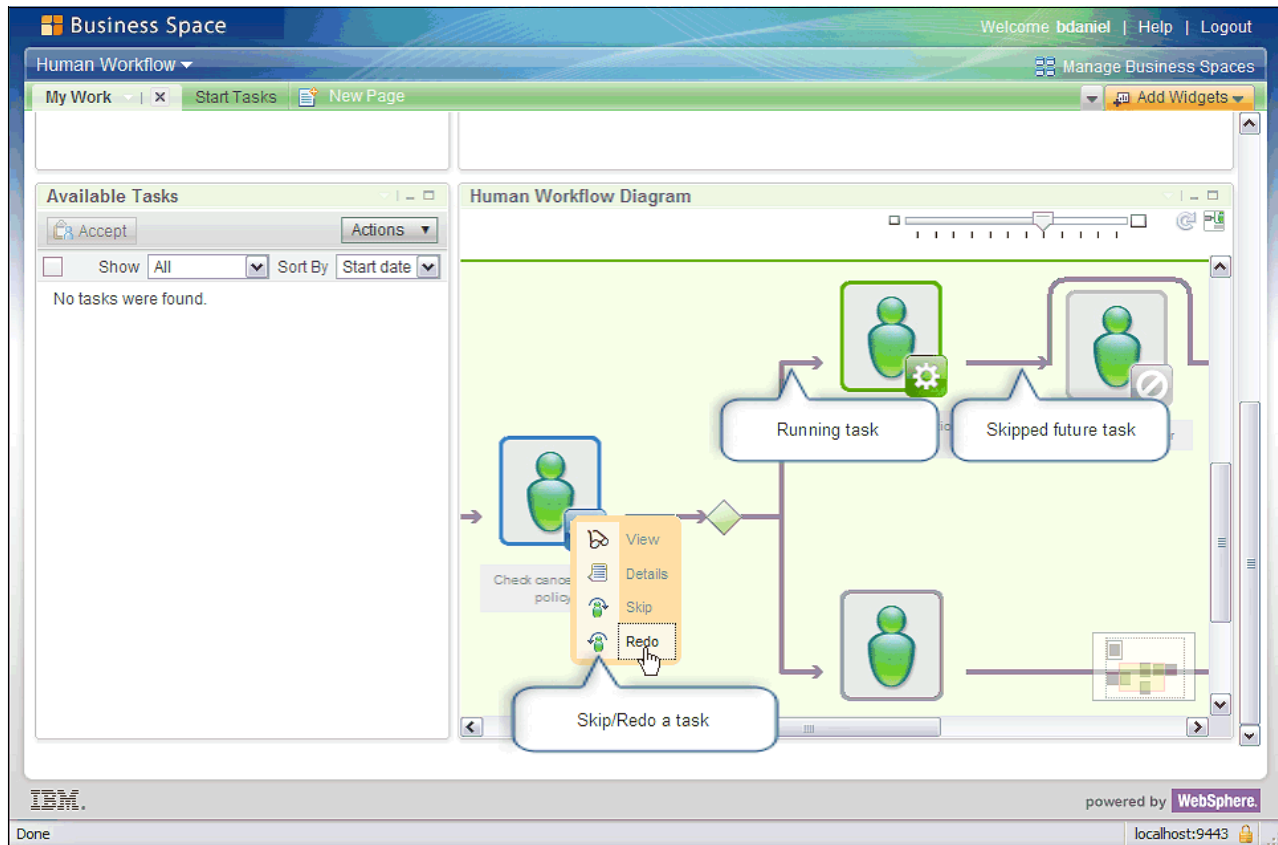 Business Space
Welcome bdaniel | Help | Logout
Human Workflow
Manage Business Spaces
My Work
Start Tasks
New Page
Add Widgets
Available Tasks
Human Workflow Diagram
Accept
Actions
Show All Sort By Start date
No tasks were found.
Running task
Skipped future task
View
Check
Details
Skip
Redo
Skip/Redo a task
IBM.
powered by WebSphere.
Done
localhost:9443